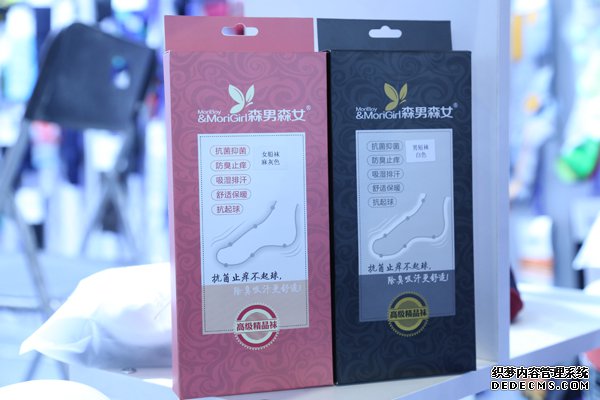 MoriBoy
&MoriGirl森男森女®
抗菌抑菌
防臭止痒
吸湿排汗
舒适保暖
抗起球
女船袜
麻灰色
抗菌止痒不起球,
除臭吸汗更舒适!
高级精品袜
MoriBoy
&MoriGirl森男森女®
抗菌抑菌
防臭止痒
吸湿排汗
舒适保暖
抗起球
男短袜
白色
抗菌止痒不起球,
除臭吸汗更舒适!
高级精品袜
织梦内容管理系统
DEDECMS.COM